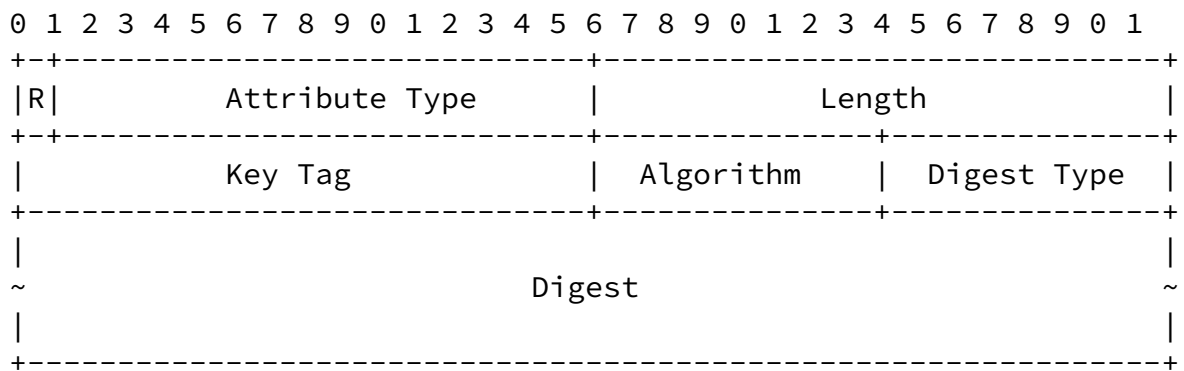 0 1 2 3 4 5 6 7 8 9 0 1 2 3 4 5 6 7 8 9 0 1 2 3 4 5 6 7 8 9 0 1
+-+-----------------------------+-------------------------------+
|R|         Attribute Type      |            Length             |
+-+-----------------------------+---------------+---------------+
|           Key Tag             |  Algorithm    |  Digest Type  |
+-------------------------------+---------------+---------------+
|                                                               |
~                            Digest                             ~
|                                                               |
+---------------------------------------------------------------+